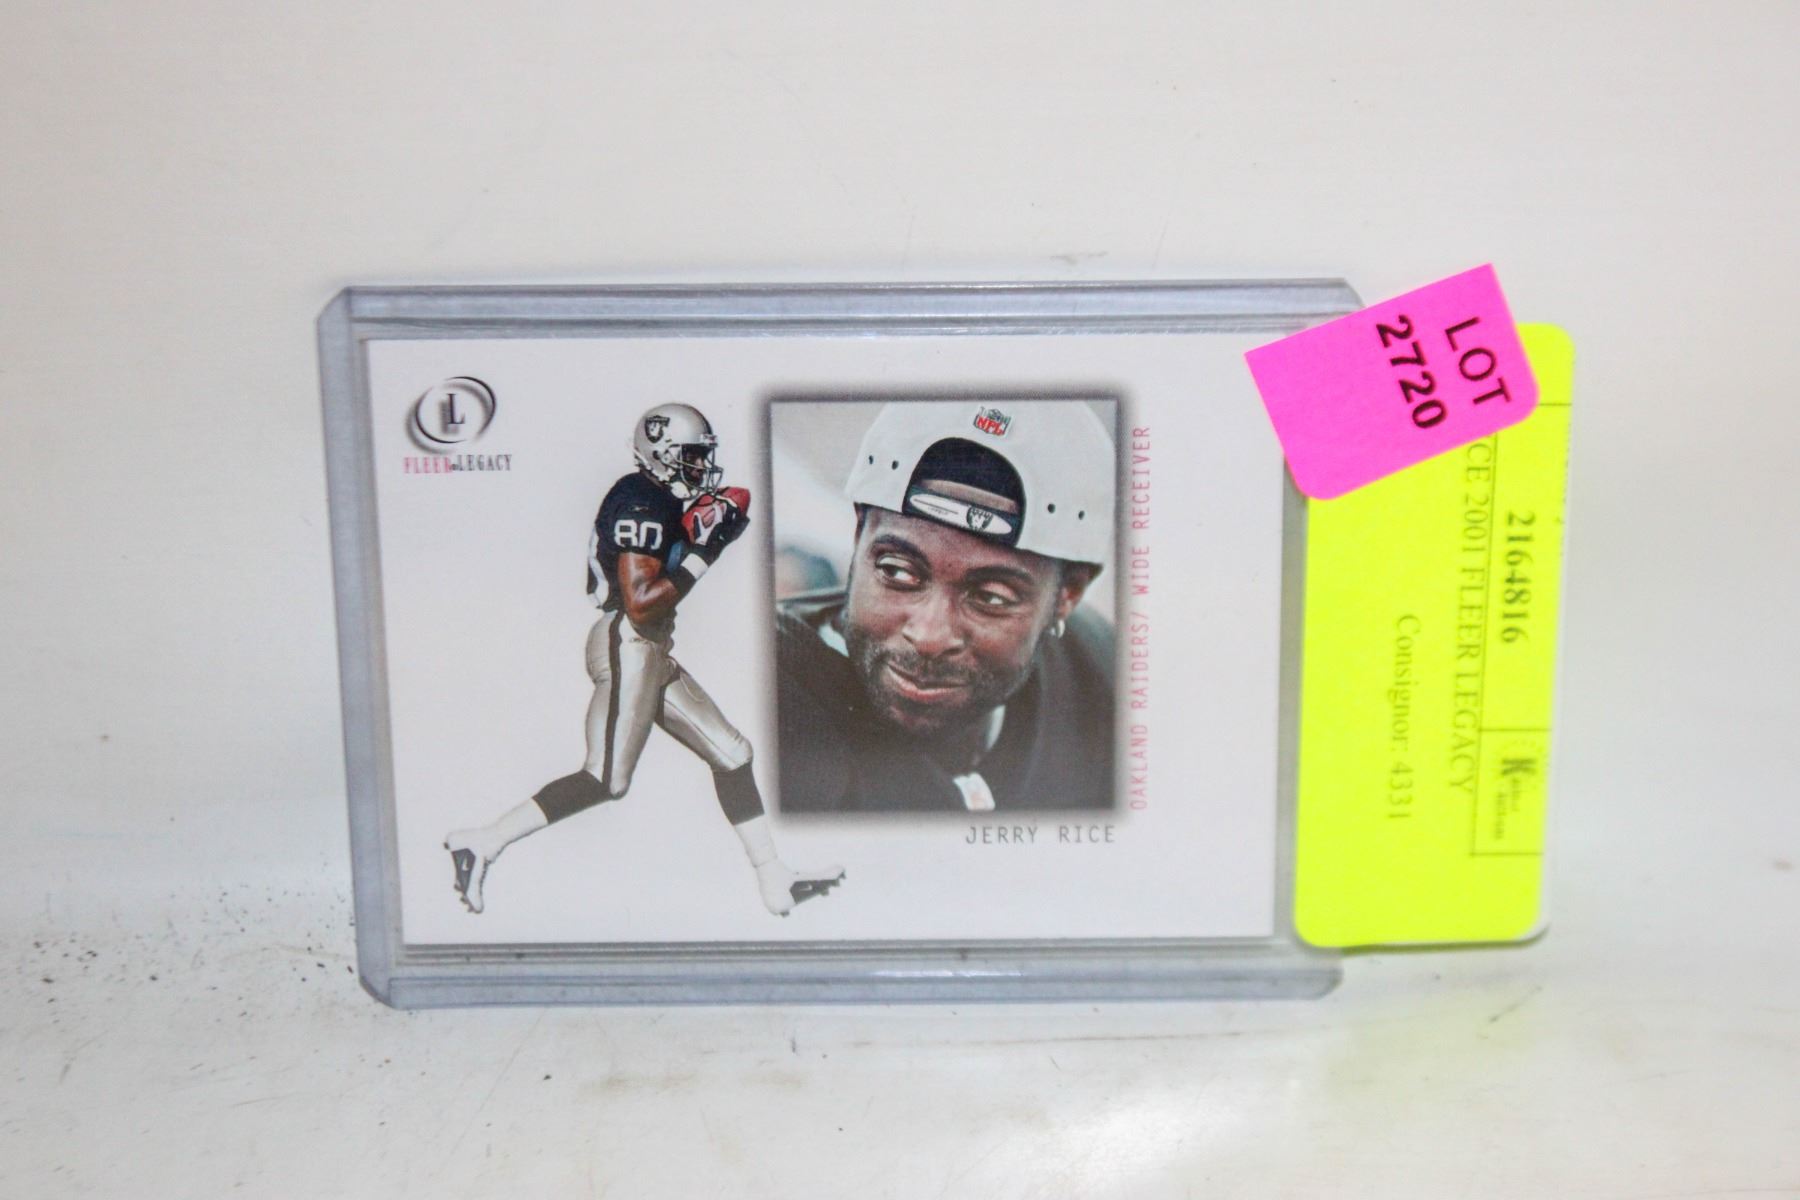 L
FLEER LEGACY
80
NFL
OAKLAND RAIDERS/ WIDE RECEIVER
JERRY RICE
LOT
2720
2164816
CE 2001 FLEER LEGACY
Consignor: 4331